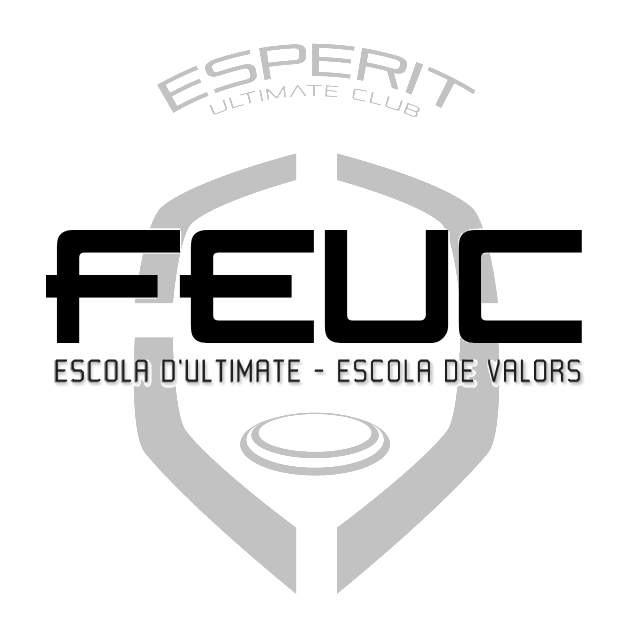 ESPERIT
ULTIMATE CLUB
FEUC
ESCOLA D'ULTIMATE - ESCOLA DE VALORS